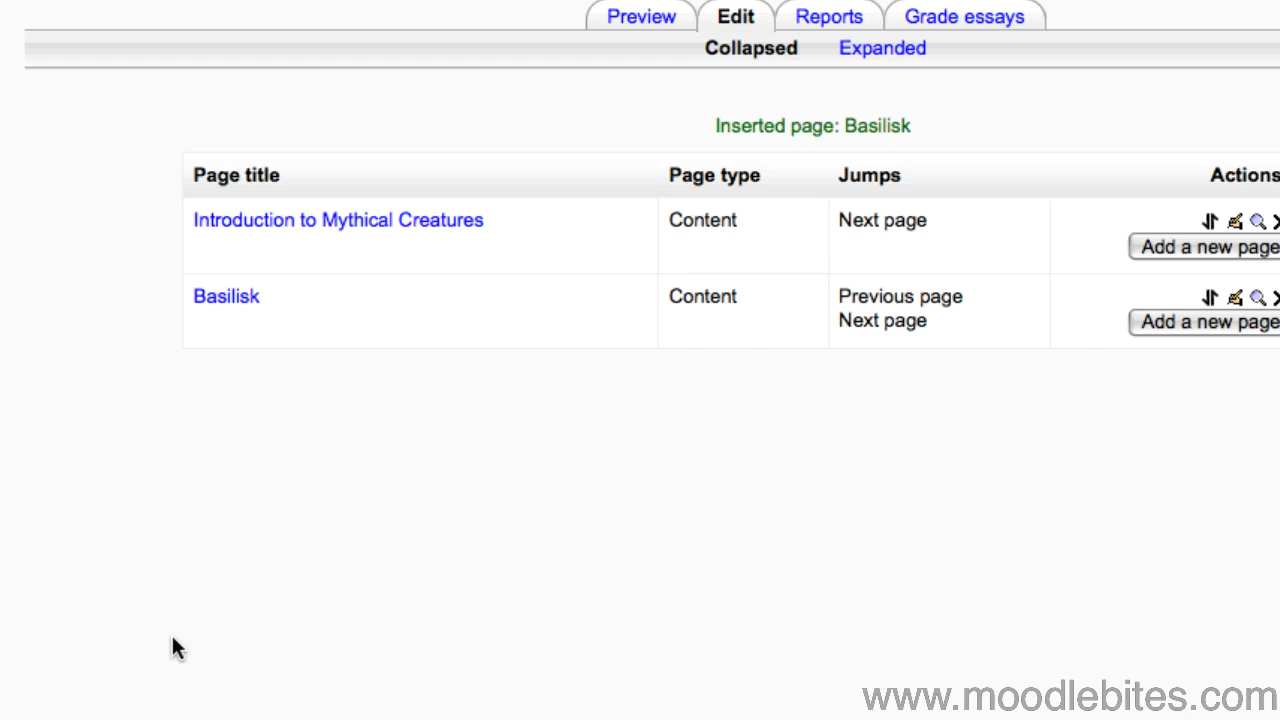 Preview Edit Reports Grade essays
Collapsed Expanded
Inserted page: Basilisk
Page title Page type Jumps Actions
Introduction to Mythical Creatures Content Next page
Add a new page
Basilisk Content Previous page
Next page Add a new page
www.moodlebites.com